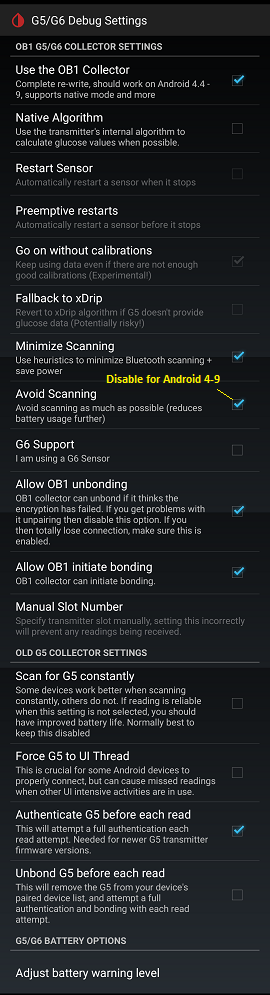 G5/G6 Debug Settings
OB1 G5/G6 COLLECTOR SETTINGS
Use the OB1 Collector
Complete re-write, should work on Android 4.4 -
9, supports native mode and more
Native Algorithm
Use the transmitter's internal algorithm to
calculate glucose values when possible.
Restart Sensor
Automatically restart a sensor when it stops
Preemptive restarts
Automatically restart a sensor before it stops
Go on without calibrations
Keep using data even if there are not enough
good calibrations (Experimental!)
Fallback to xDrip
Revert to xDrip algorithm if G5 doesn't provide
glucose data (Potentially risky!)
Minimize Scanning
Use heuristics to minimize Bluetooth scanning +
save power
Disable for Android 4-9
Avoid Scanning
Avoid scanning as much as possible (reduces
battery usage further)
G6 Support
I am using a G6 Sensor
Allow OB1 unbonding
OB1 collector can unbond if it thinks the
encryption has failed. If you get problems with
it unpairing then disable this option. If you
then totally lose connection, make sure this is
enabled.
Allow OB1 initiate bonding
OB1 collector can initiate bonding.
Manual Slot Number
Specify transmitter slot manually, setting this incorrectly
will prevent any readings being received.
OLD G5 COLLECTOR SETTINGS
Scan for G5 constantly
Some devices work better when scanning
constantly, others do not. If reading is reliable
when this setting is not selected, you should
have improved battery life. Normally best to
keep this disabled
Force G5 to UI Thread
This is crucial for some Android devices to
properly connect, but can cause missed readings
when other UI intensive activities are in use.
Authenticate G5 before each read
This will attempt a full authentication each
read attempt. Needed for newer G5 transmitter
firmware versions.
Unbond G5 before each read
This will remove the G5 from your device's
paired device list, and attempt a full
authentication and bonding with each read
attempt.
G5/G6 BATTERY OPTIONS
Adjust battery warning level